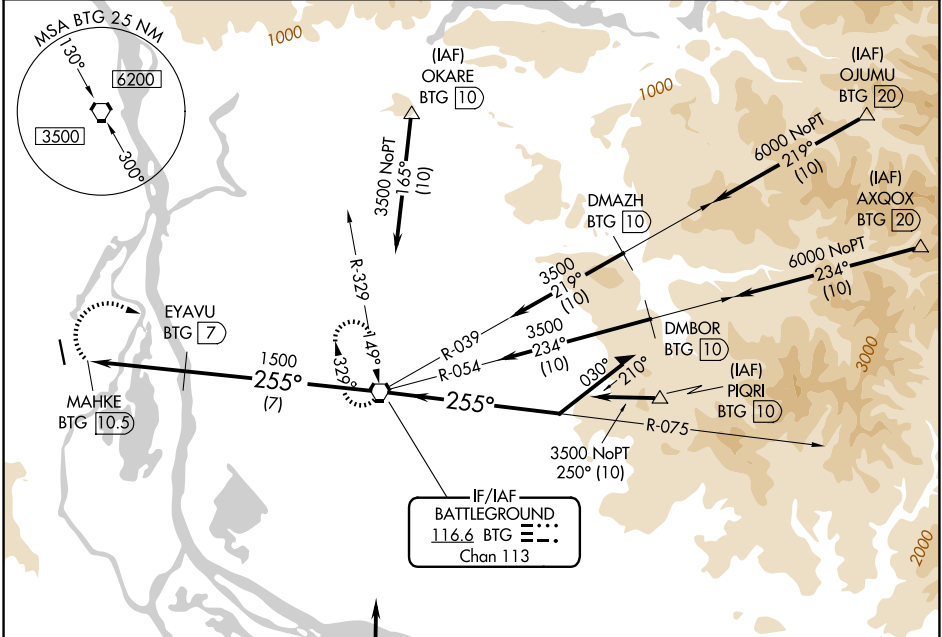 MSA BTG 25 NM
130°
6200
3500
300°
1000
(IAF)
OKARE
BTG 10
3500 NoPT
165°
(10)
1000
(IAF)
OJUMU
BTG 20
6000 NoPT
219°
(10)
(IAF)
AXQOX
BTG 20
6000 NoPT
234°
(10)
DMAZH
BTG 10
3500
219°
(10)
R-039
3500
234°
(10)
R-054
DMBOR
BTG 10
R-329
149°
329°
EYAVU
BTG 7
1500
255°
(7)
MAHKE
BTG 10.5
255°
030°
210°
(IAF)
PIQRI
BTG 10
R-075
3500 NoPT
250° (10)
3000
2000
IF/IAF
BATTLEGROUND
116.6 BTG
Chan 113